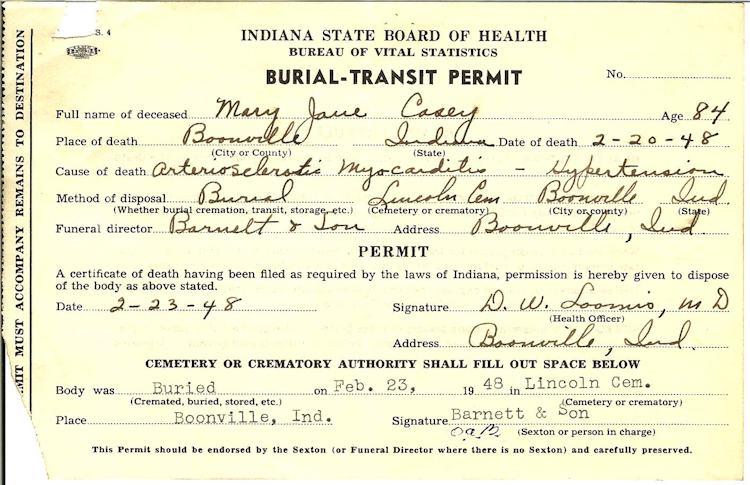 S. 4
INDIANA STATE BOARD OF HEALTH
BUREAU OF VITAL STATISTICS
BURIAL-TRANSIT PERMIT
No.
Full name of deceased Mary Jane Casey Age 84
Place of death Boonville Indiana Date of death 2-20-48
(City or County) (State)
Cause of death Arteriosclerotic Myocarditis - Hypertension
Method of disposal Burial Lincoln Cem Boonville Ind
(Whether burial cremation, transit, storage, etc.) (Cemetery or crematory) (City or county) (State)
Funeral director Barnett & Son Address Boonville, Ind.
PERMIT
A certificate of death having been filed as required by the laws of Indiana, permission is hereby given to dispose
of the body as above stated.
Date 2-23-48 Signature D. W. Loomis, M D
(Health Officer)
Address Boonville, Ind.
CEMETERY OR CREMATORY AUTHORITY SHALL FILL OUT SPACE BELOW
Body was Buried on Feb. 23, 1948 in Lincoln Cem.
(Cremated, buried, stored, etc.) (Cemetery or crematory)
Place Boonville, Ind. Signature Barnett & Son
(Sexton or person in charge)
This Permit should be endorsed by the Sexton (or Funeral Director where there is no Sexton) and carefully preserved.
MIT MUST ACCOMPANY REMAINS TO DESTINATION